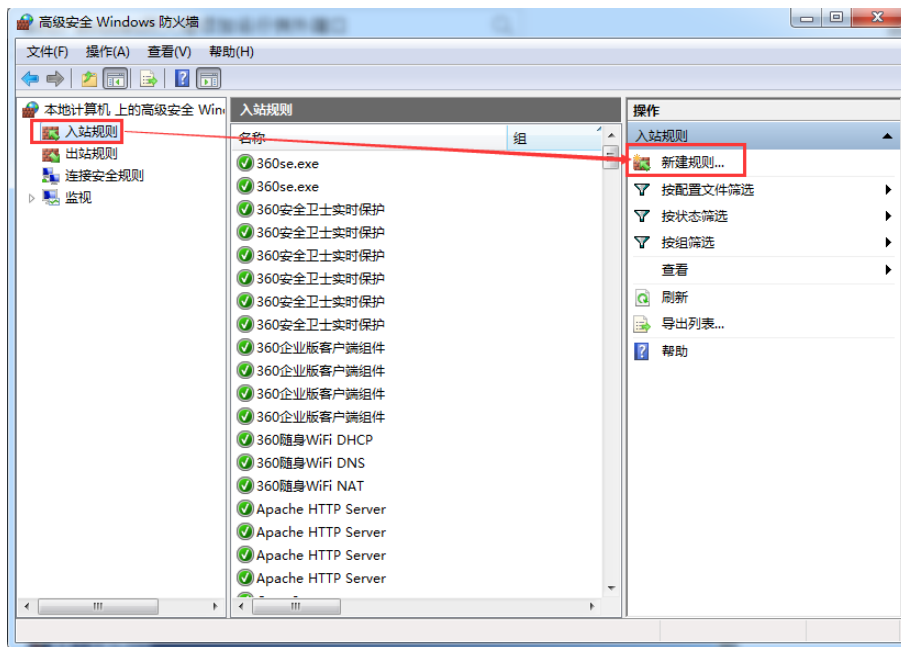 高级安全 Windows 防火墙
文件(F) 操作(A) 查看(V) 帮助(H)
本地计算机 上的高级安全 Win
入站规则
出站规则
连接安全规则
监视
入站规则
名称 组
360se.exe
360se.exe
360安全卫士实时保护
360安全卫士实时保护
360安全卫士实时保护
360安全卫士实时保护
360安全卫士实时保护
360安全卫士实时保护
360企业版客户端组件
360企业版客户端组件
360企业版客户端组件
360企业版客户端组件
360随身WiFi DHCP
360随身WiFi DNS
360随身WiFi NAT
Apache HTTP Server
Apache HTTP Server
Apache HTTP Server
Apache HTTP Server
操作
入站规则
新建规则...
按配置文件筛选
按状态筛选
按组筛选
查看
刷新
导出列表...
帮助